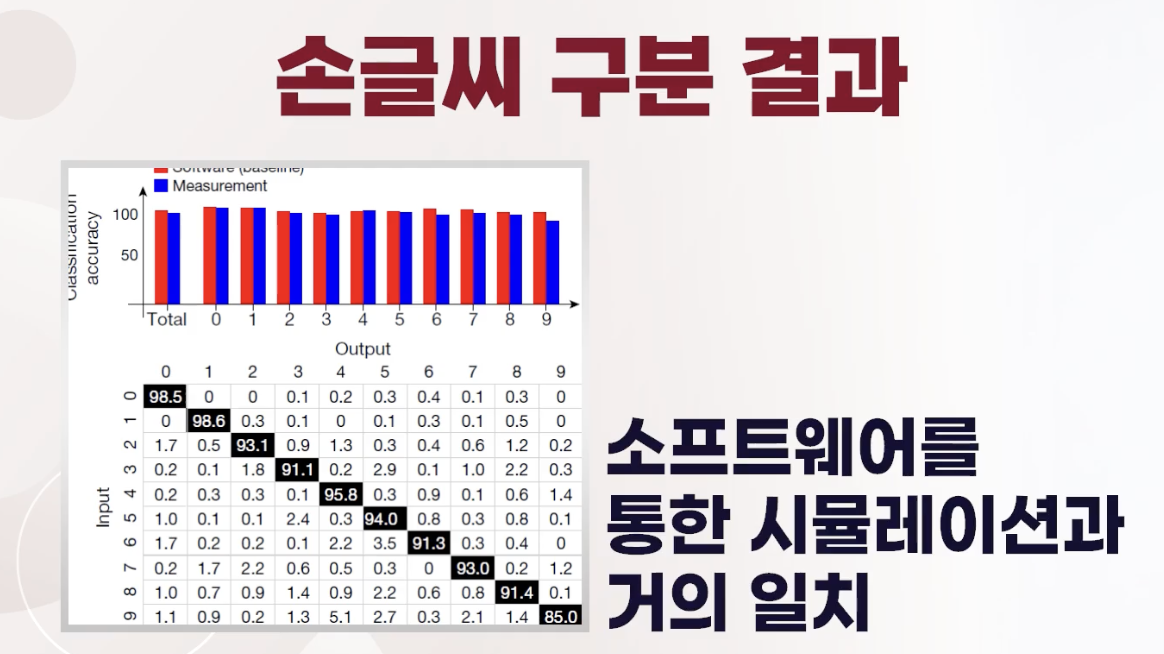 손글씨 구분 결과
Software (baseline)
Measurement
Classification
accuracy
100
50
Total 0 1 2 3 4 5 6 7 8 9
Output
0 1 2 3 4 5 6 7 8 9
Input
0 98.5 0 0 0.1 0.2 0.3 0.4 0.1 0.3 0
1 0 98.6 0.3 0.1 0 0.1 0.3 0.1 0.5 0
2 1.7 0.5 93.1 0.9 1.3 0.3 0.4 0.6 1.2 0.2
3 0.2 0.1 1.8 91.1 0.2 2.9 0.1 1.0 2.2 0.3
4 0.2 0.3 0.3 0.1 95.8 0.3 0.9 0.1 0.6 1.4
5 1.0 0.1 0.1 2.4 0.3 94.0 0.8 0.3 0.8 0.1
6 1.7 0.2 0.2 0.1 2.2 3.5 91.3 0.3 0.4 0
7 0.2 1.7 2.2 0.6 0.5 0.3 0 93.0 0.2 1.2
8 1.0 0.7 0.9 1.4 0.9 2.2 0.6 0.8 91.4 0.1
9 1.1 0.9 0.2 1.3 5.1 2.7 0.3 2.1 1.4 85.0
소프트웨어를
통한 시뮬레이션과
거의 일치